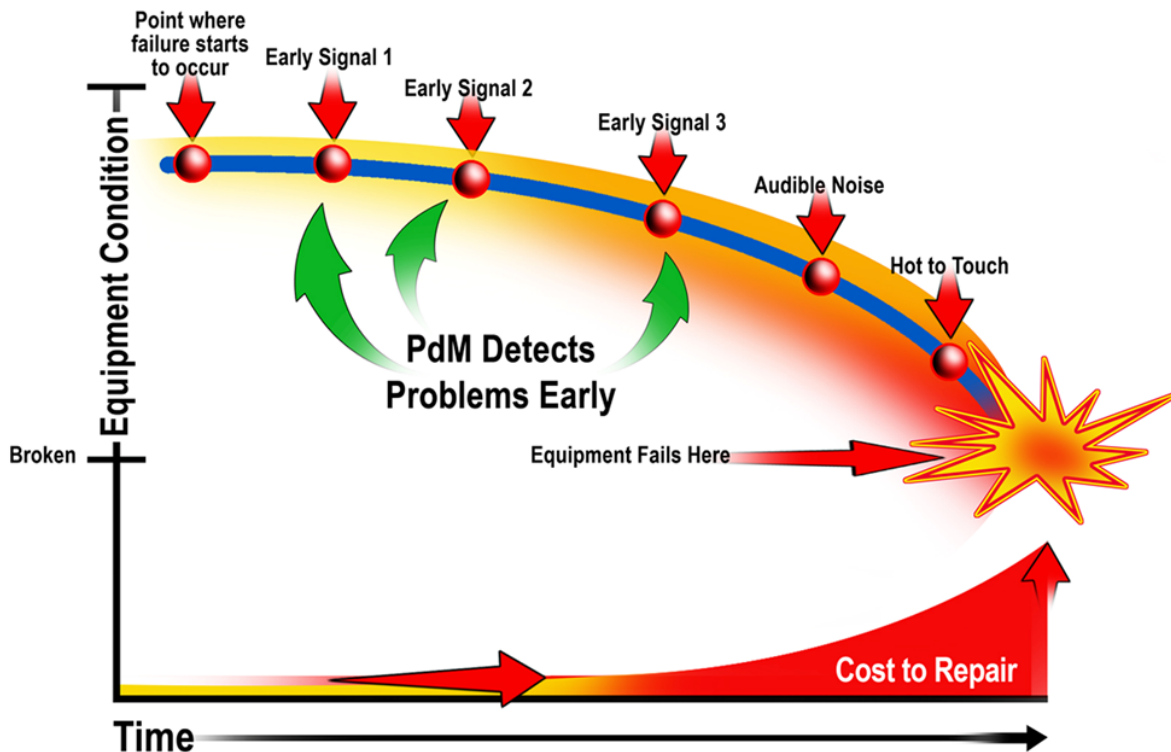 Point where
failure starts
to occur
Early Signal 1
Early Signal 2
Early Signal 3
Audible Noise
Hot to Touch
Equipment Condition
PdM Detects
Problems Early
Broken
Equipment Fails Here
Cost to Repair
Time